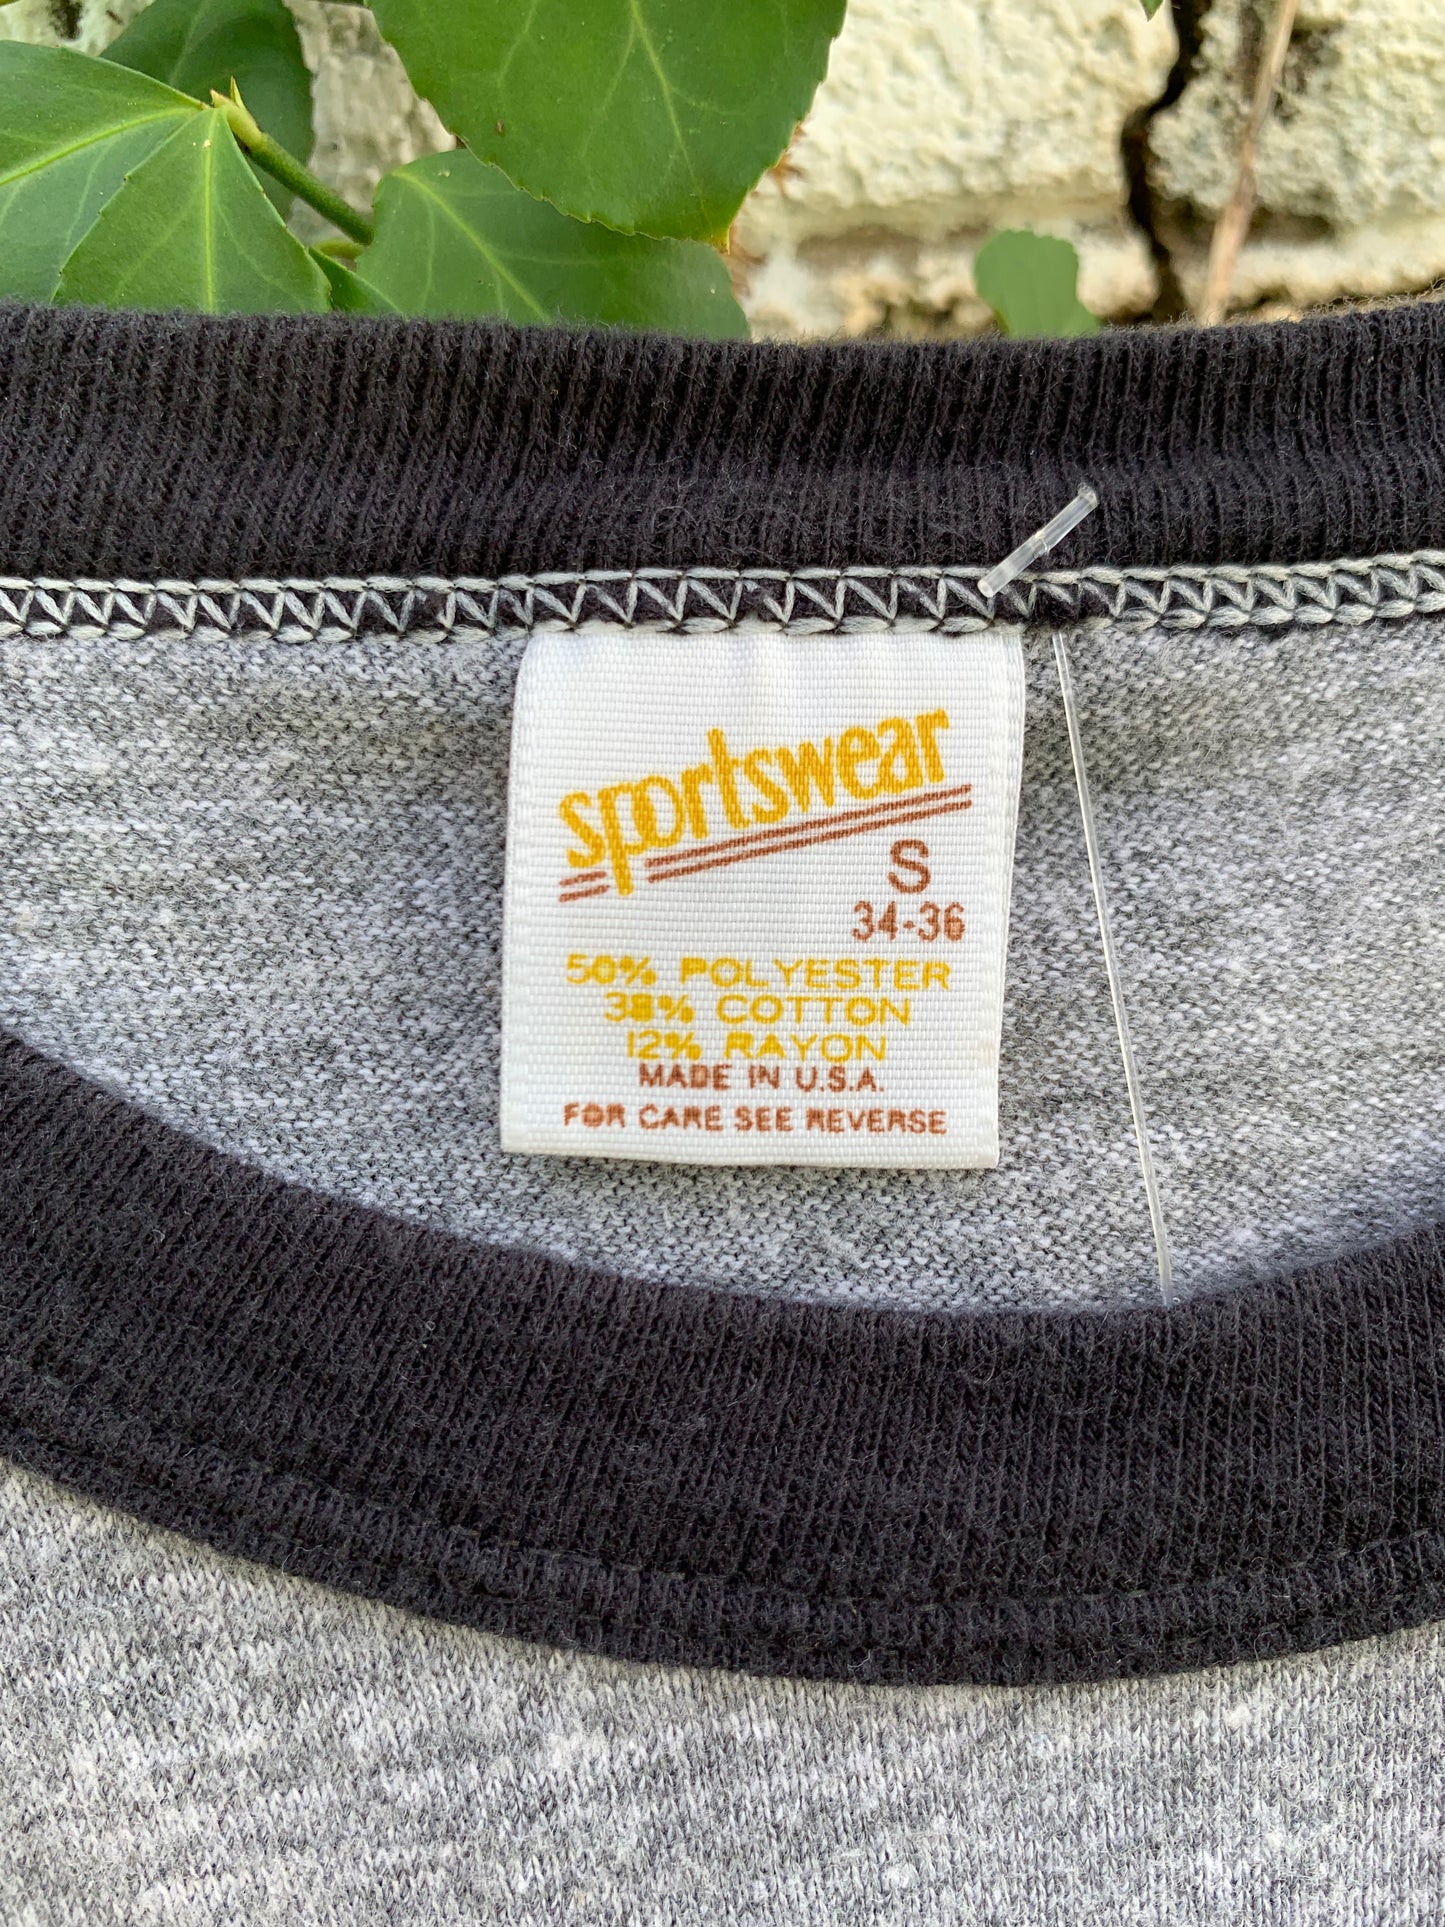 sportswear
S
34-36
50% POLYESTER
38% COTTON
12% RAYON
MADE IN U.S.A.
FOR CARE SEE REVERSE